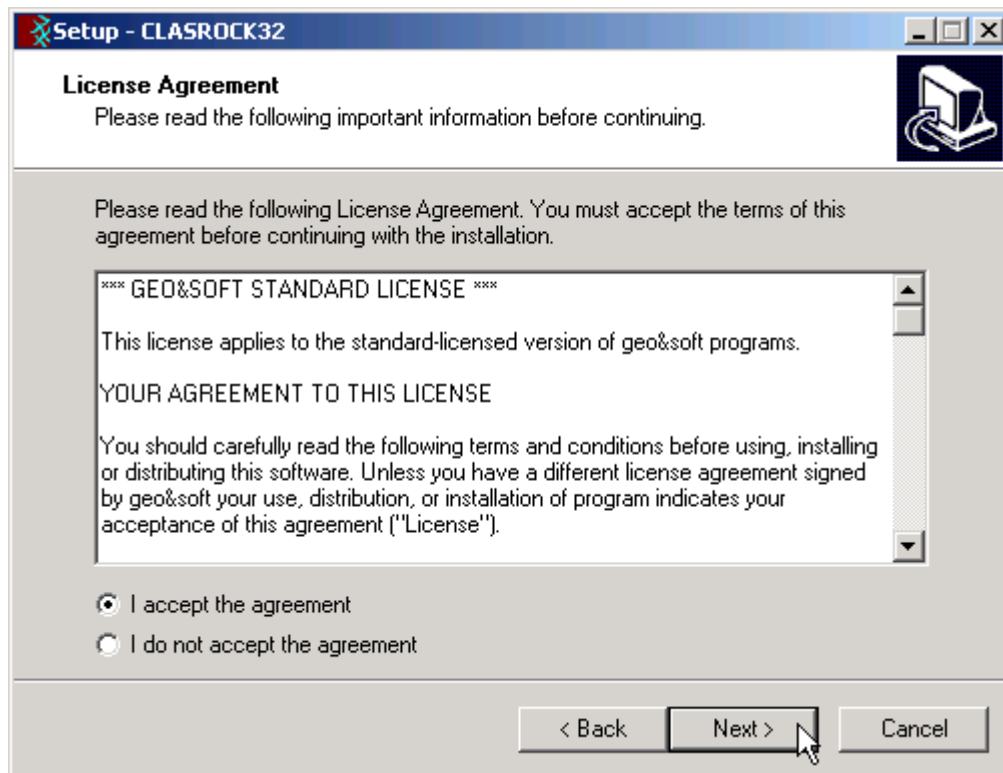 Setup - CLASROCK32
License Agreement
Please read the following important information before continuing.
Please read the following License Agreement. You must accept the terms of this
agreement before continuing with the installation.
*** GEO&SOFT STANDARD LICENSE ***
This license applies to the standard-licensed version of geo&soft programs.
YOUR AGREEMENT TO THIS LICENSE
You should carefully read the following terms and conditions before using, installing
or distributing this software. Unless you have a different license agreement signed
by geo&soft your use, distribution, or installation of program indicates your
acceptance of this agreement ("License").
I accept the agreement
I do not accept the agreement
< Back
Next >
Cancel